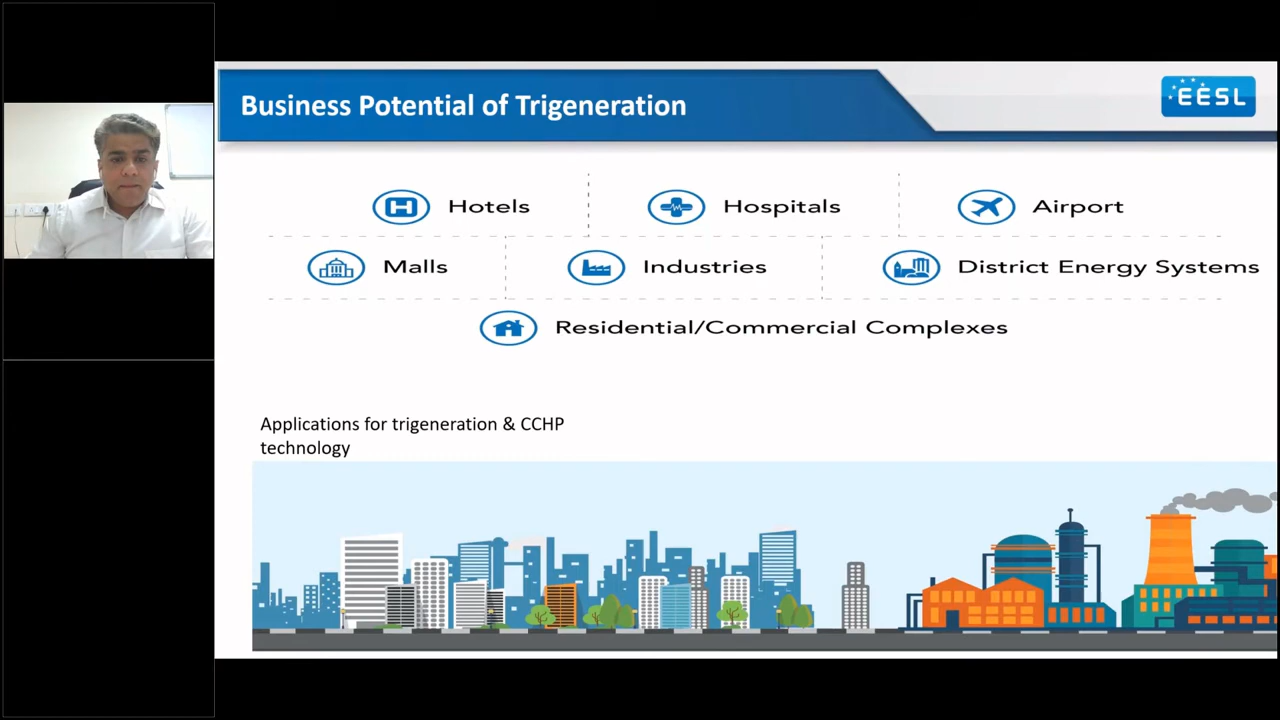 Business Potential of Trigeneration
EESL
Hotels
Hospitals
Airport
Malls
Industries
District Energy Systems
Residential/Commercial Complexes
Applications for trigeneration & CCHP
technology